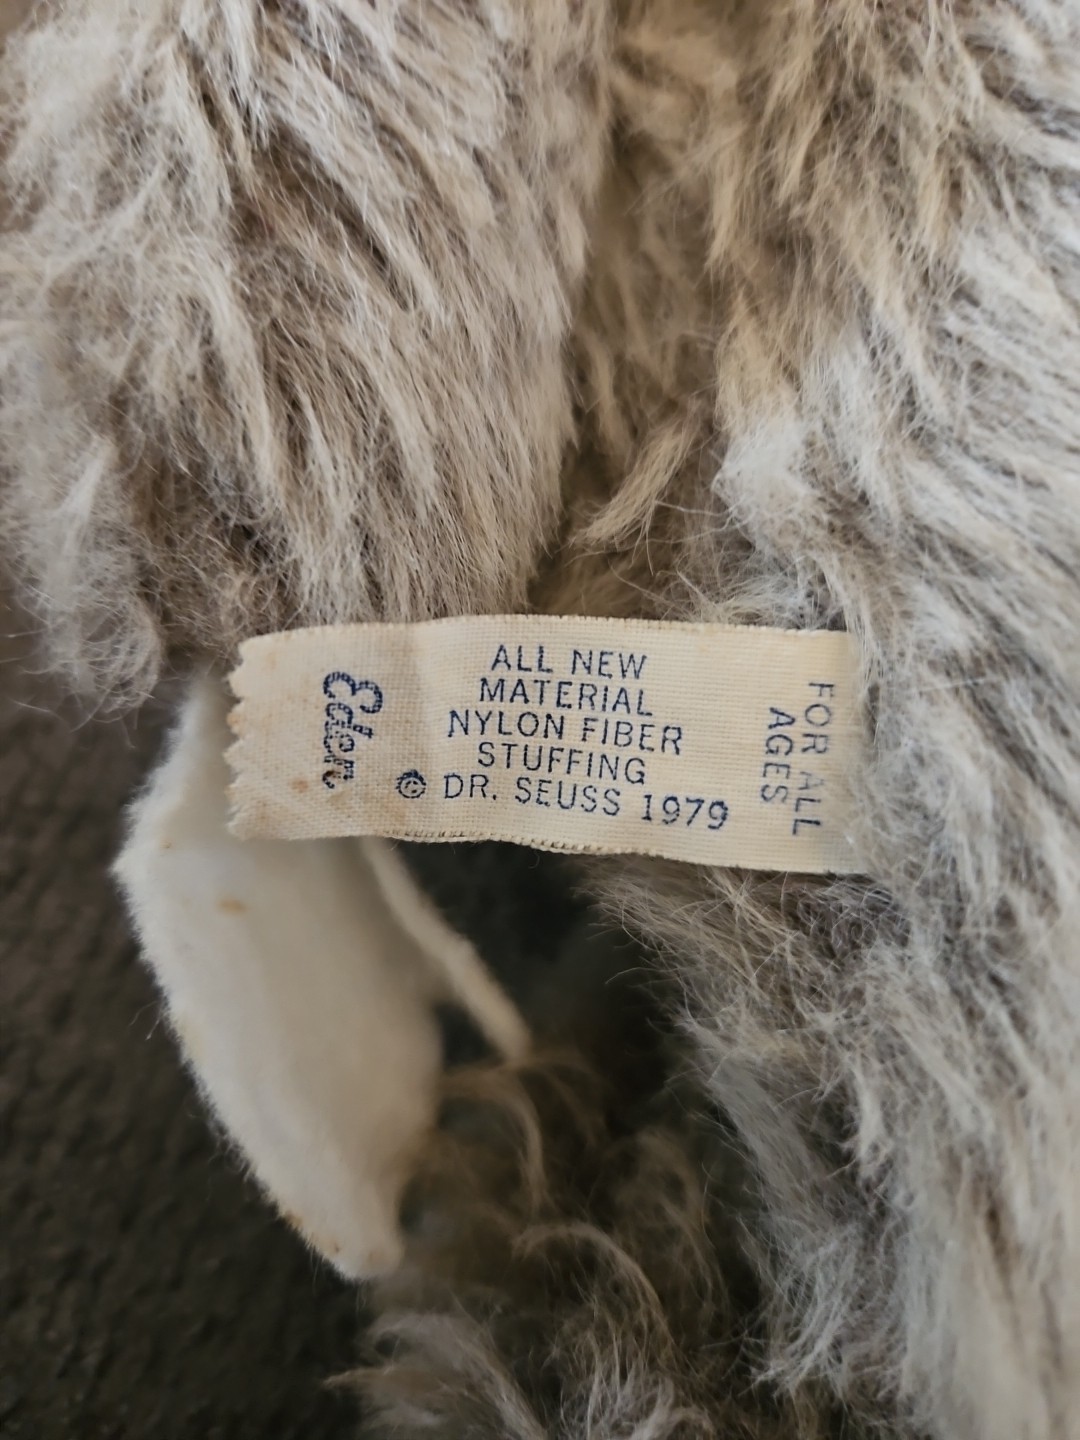 Eden
ALL NEW
MATERIAL
NYLON FIBER
STUFFING
© DR. SEUSS 1979
FOR ALL
AGES